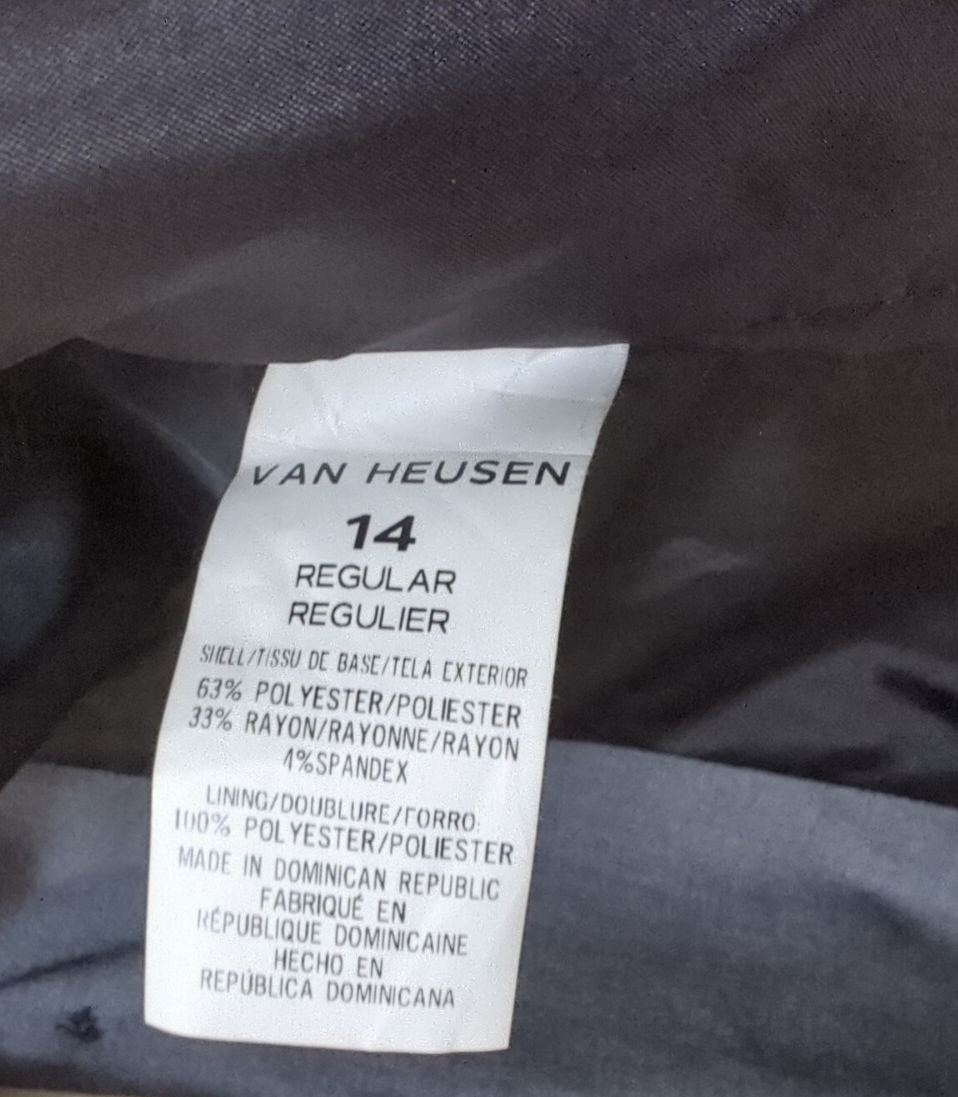 VAN HEUSEN
14
REGULAR
REGULIER
SHELL/TISSU DE BASE/TELA EXTERIOR
63% POLYESTER/POLIESTER
33% RAYON/RAYONNE/RAYON
4%SPANDEX
LINING/DOUBLURE/FORRO:
100% POLYESTER/POLIESTER
MADE IN DOMINICAN REPUBLIC
FABRIQUÉ EN
RÉPUBLIQUE DOMINICAINE
HECHO EN
REPÚBLICA DOMINICANA